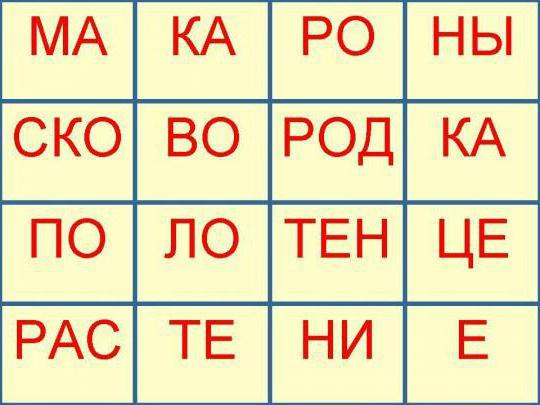 МА КА РО НЫ
СКО ВО РОД КА
ПО ЛО ТЕН ЦЕ
РАС ТЕ НИ Е